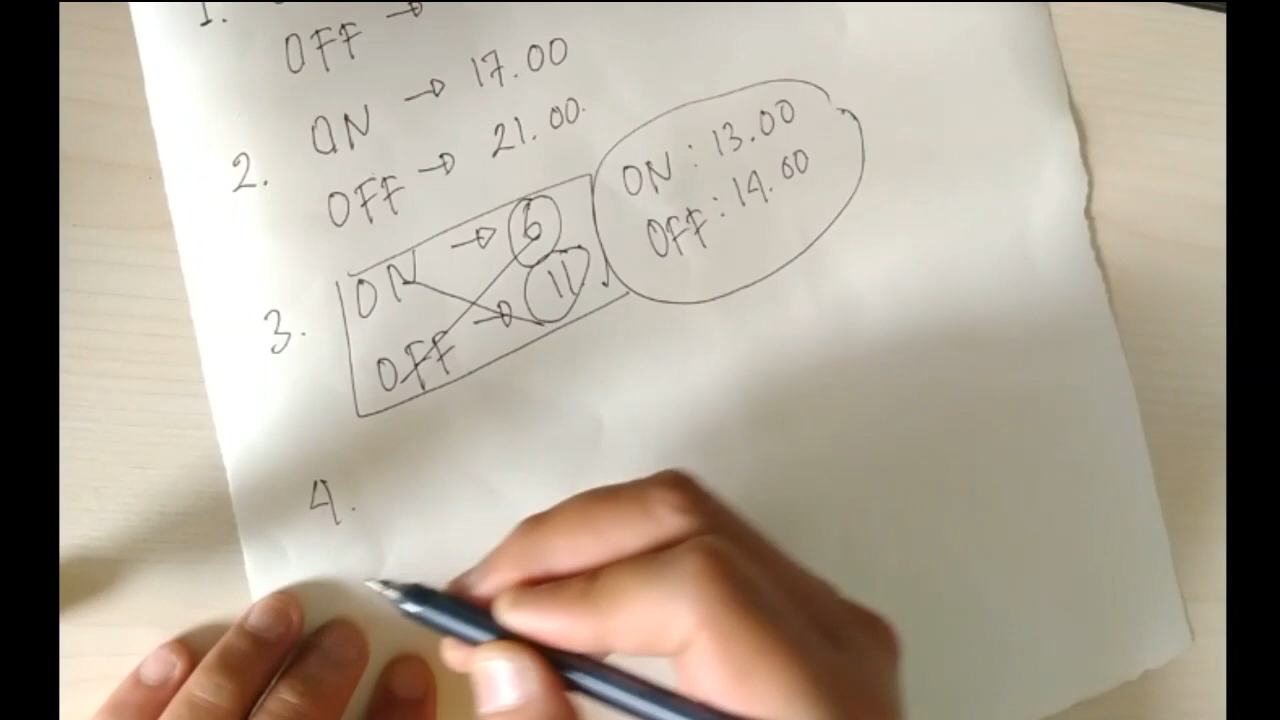 1.
OFF →
ON → 17.00
2.
OFF → 21.00
ON → 6
3.
OFF → 11
ON : 13.00
OFF : 14.00
4.